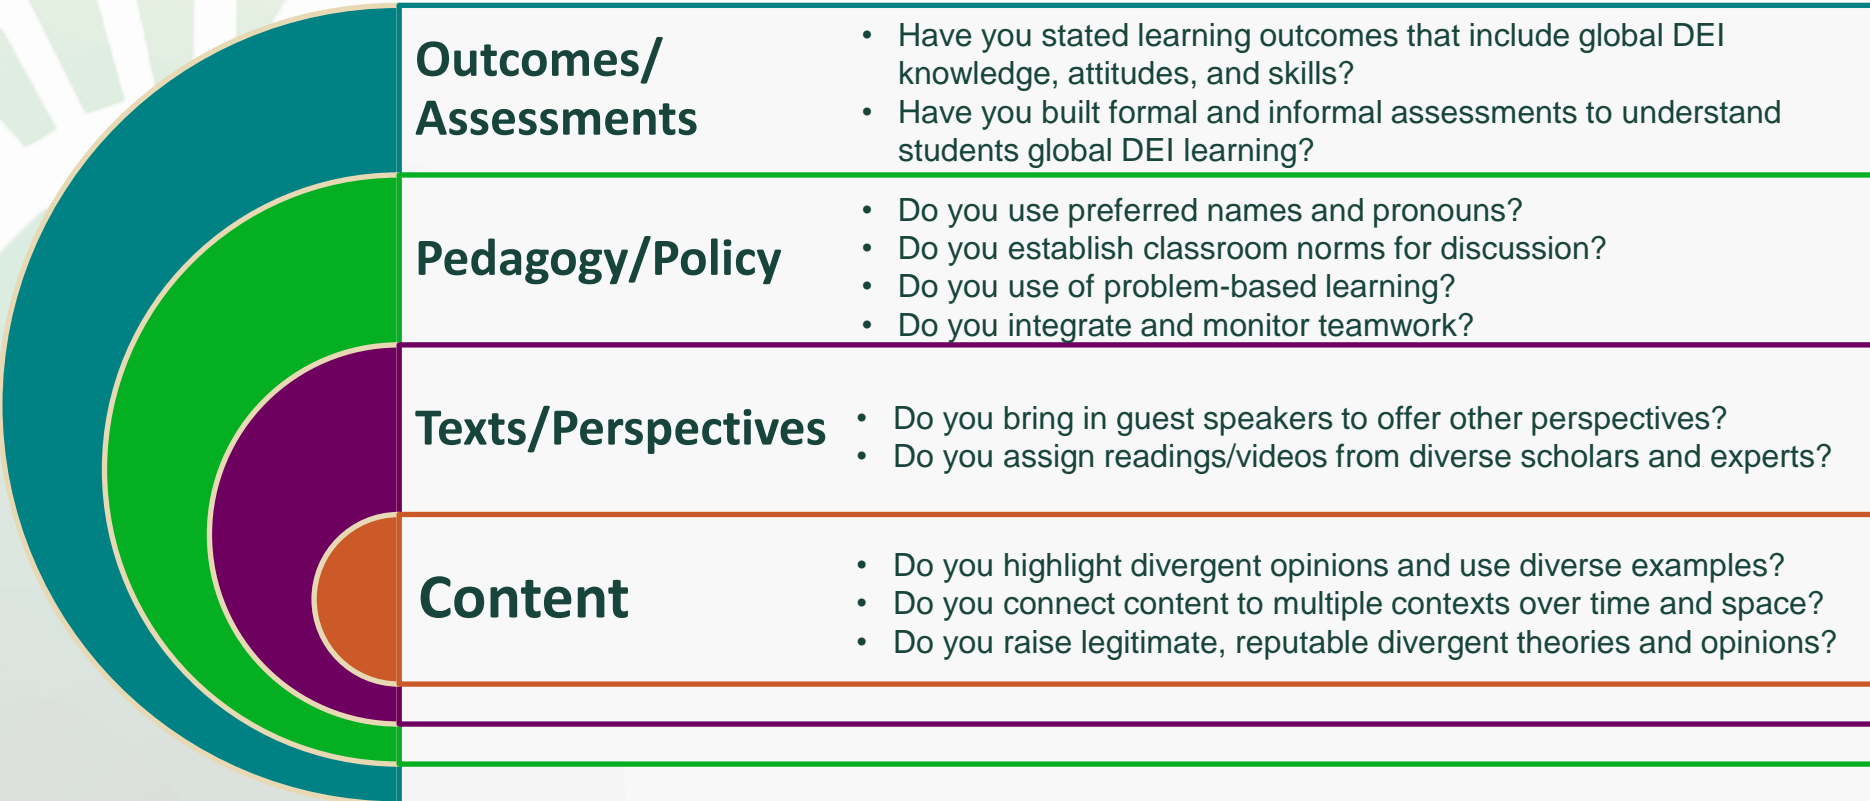 Outcomes/
Assessments
• Have you stated learning outcomes that include global DEI
knowledge, attitudes, and skills?
• Have you built formal and informal assessments to understand
students global DEI learning?
Pedagogy/Policy
• Do you use preferred names and pronouns?
• Do you establish classroom norms for discussion?
• Do you use of problem-based learning?
• Do you integrate and monitor teamwork?
Texts/Perspectives
• Do you bring in guest speakers to offer other perspectives?
• Do you assign readings/videos from diverse scholars and experts?
Content
• Do you highlight divergent opinions and use diverse examples?
• Do you connect content to multiple contexts over time and space?
• Do you raise legitimate, reputable divergent theories and opinions?